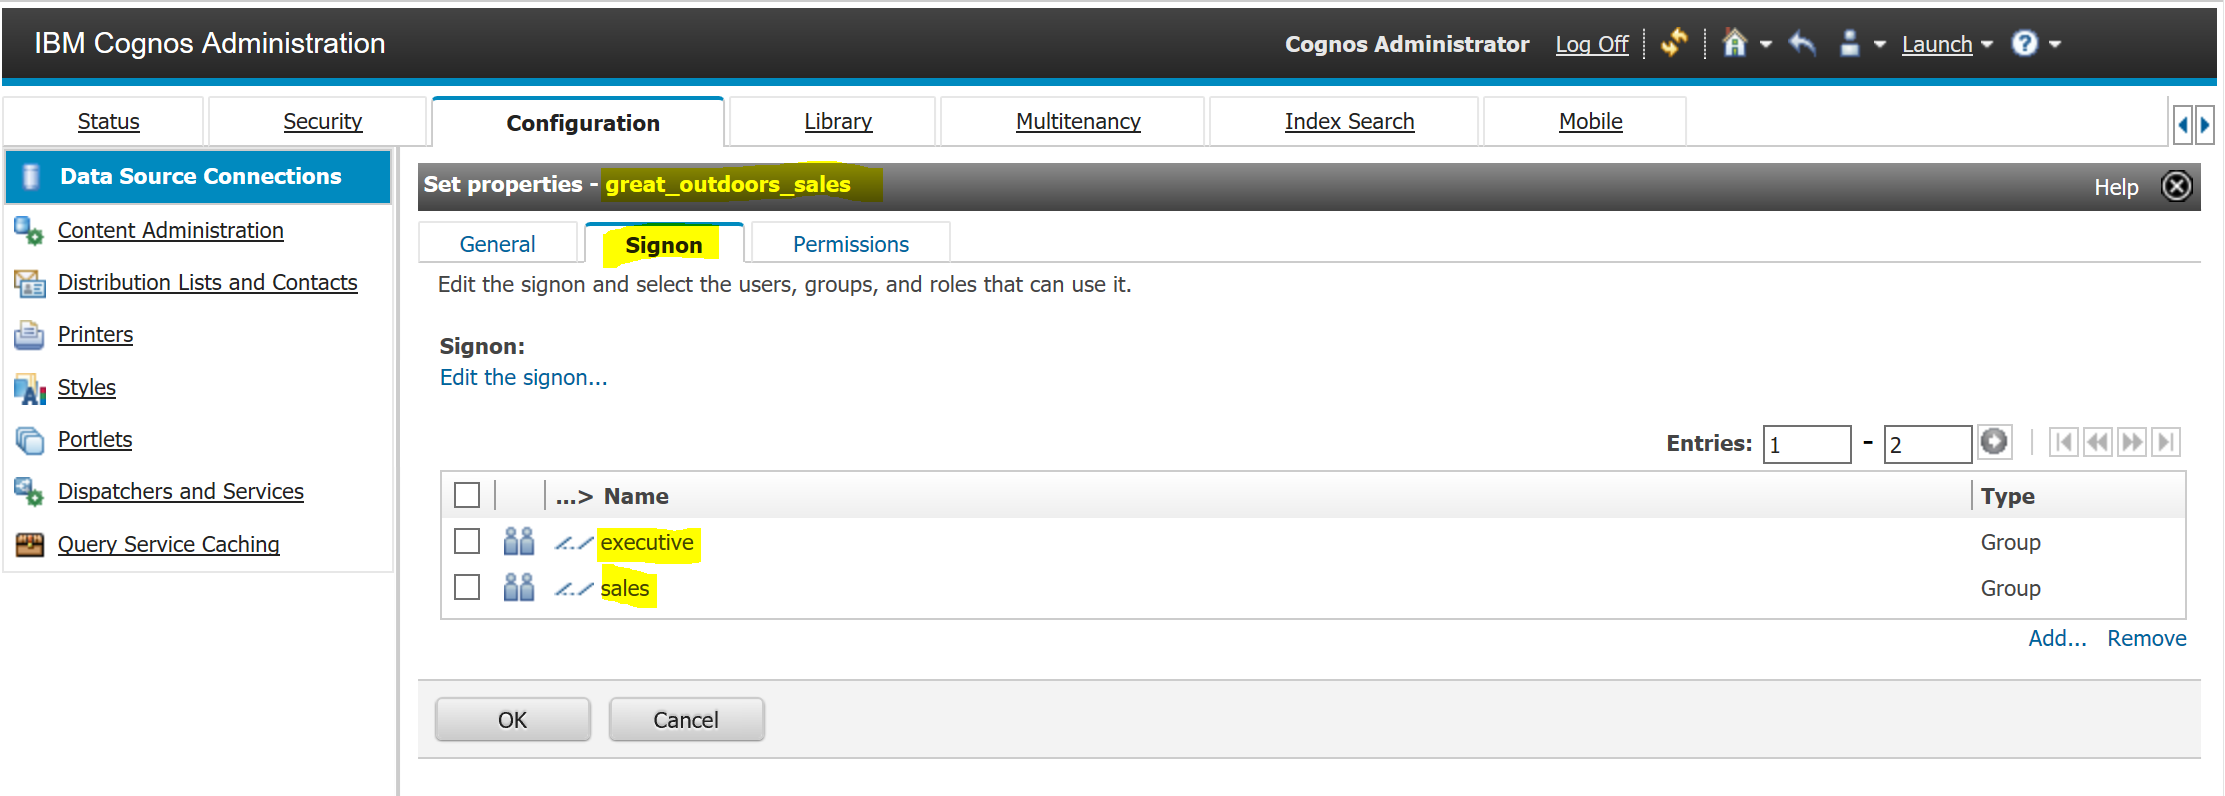 IBM Cognos Administration
Cognos Administrator Log Off Launch ?
Status Security Configuration Library Multitenancy Index Search Mobile
Data Source Connections
Content Administration
Distribution Lists and Contacts
Printers
Styles
Portlets
Dispatchers and Services
Query Service Caching
Set properties - great_outdoors_sales Help
General Signon Permissions
Edit the signon and select the users, groups, and roles that can use it.
Signon:
Edit the signon...
Entries: 1 - 2
...> Name Type
executive Group
sales Group
Add... Remove
OK Cancel